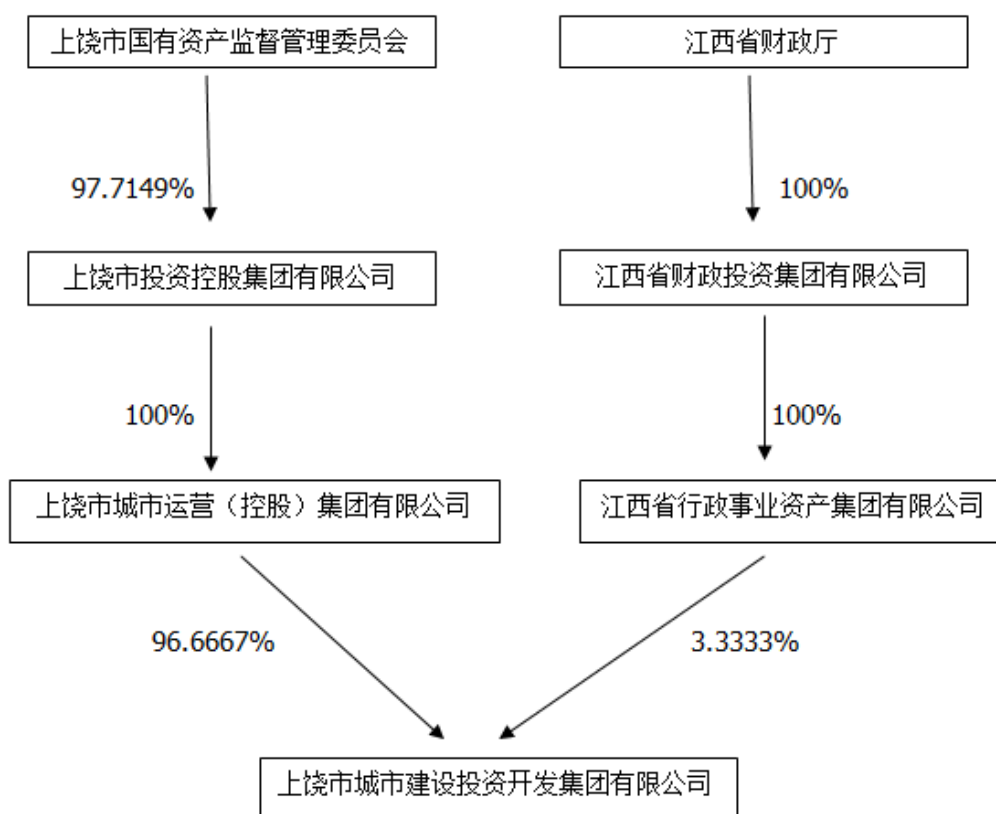 上饶市国有资产监督管理委员会
江西省财政厅
97.7149%
100%
上饶市投资控股集团有限公司
江西省财政投资集团有限公司
100%
100%
上饶市城市运营（控股）集团有限公司
江西省行政事业资产集团有限公司
96.6667%
3.3333%
上饶市城市建设投资开发集团有限公司